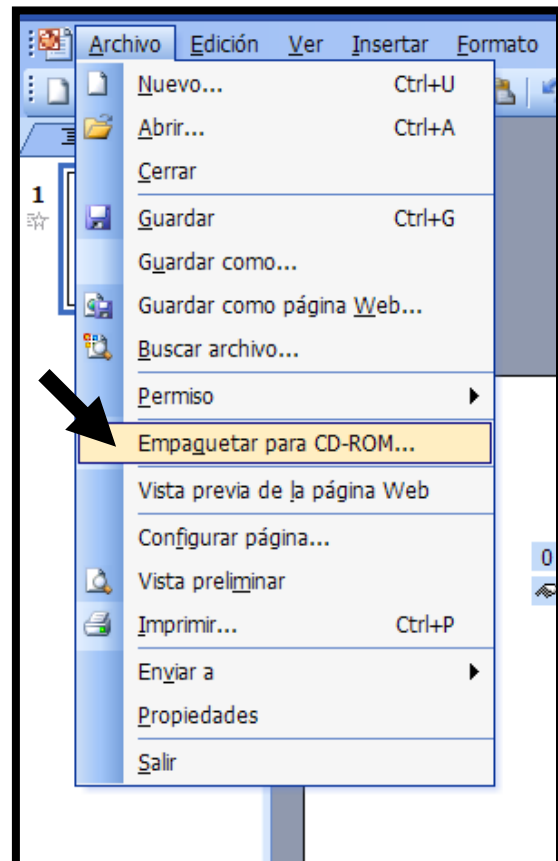 Archivo Edición Ver Insertar Formato
Nuevo... Ctrl+U
Abrir... Ctrl+A
Cerrar
1
Guardar Ctrl+G
Guardar como...
Guardar como página Web...
Buscar archivo...
Permiso
Empaquetar para CD-ROM...
Vista previa de la página Web
Configurar página...
0
Vista preliminar
Imprimir... Ctrl+P
Enviar a
Propiedades
Salir